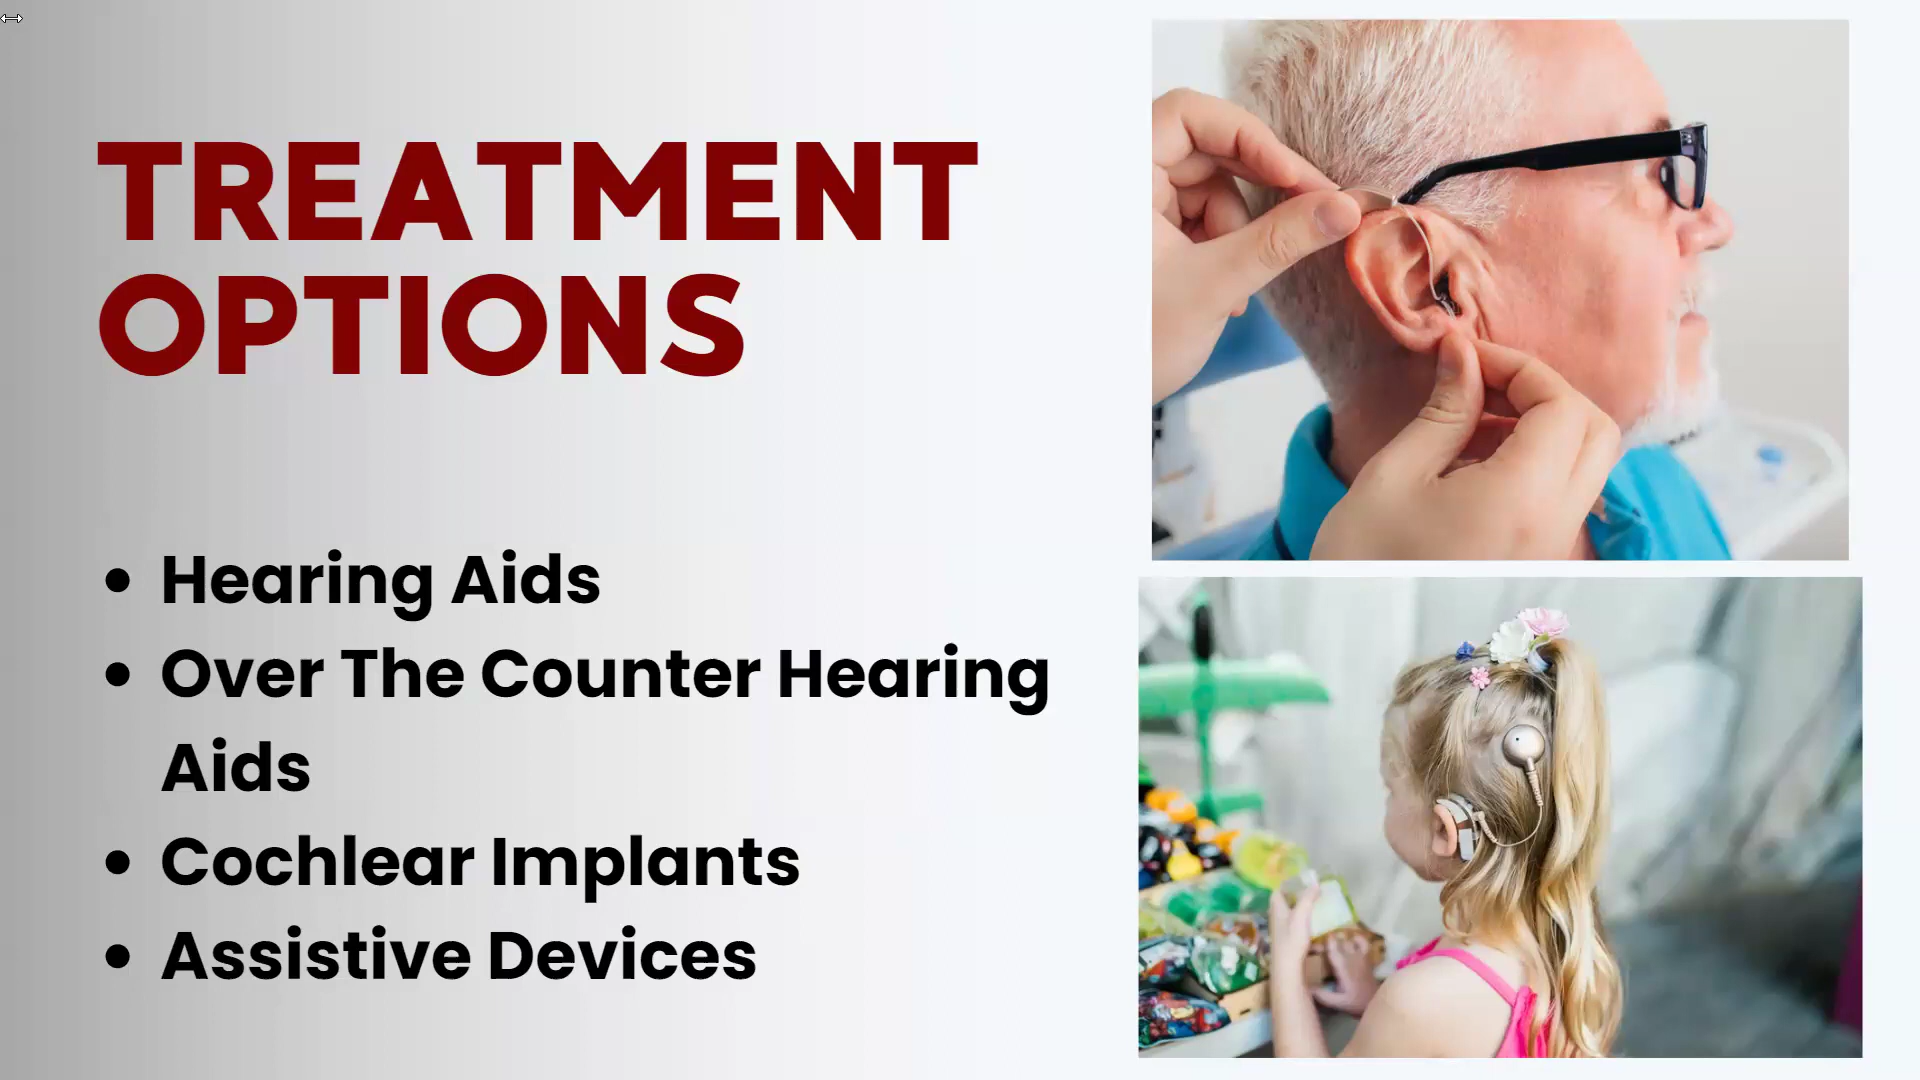 TREATMENT
OPTIONS
• Hearing Aids
• Over The Counter Hearing
Aids
• Cochlear Implants
• Assistive Devices